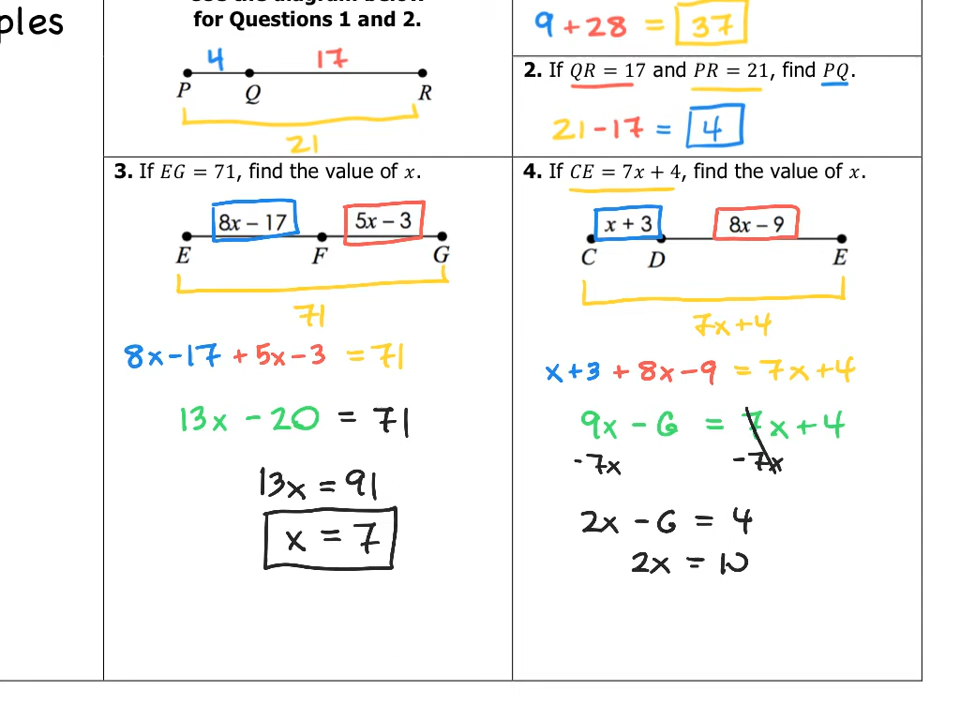 ples
for Questions 1 and 2.
4 17
P Q R
21
9 + 28 = 37
2. If QR = 17 and PR = 21, find PQ.
21 - 17 = 4
3. If EG = 71, find the value of x.
8x – 17 5x – 3
E F G
71
8x - 17 + 5x - 3 = 71
13x - 20 = 71
13x = 91
x = 7
4. If CE = 7x + 4, find the value of x.
x + 3 8x – 9
C D E
7x + 4
x + 3 + 8x - 9 = 7x + 4
9x - 6 = 7x + 4
-7x -7x
2x - 6 = 4
2x = 10